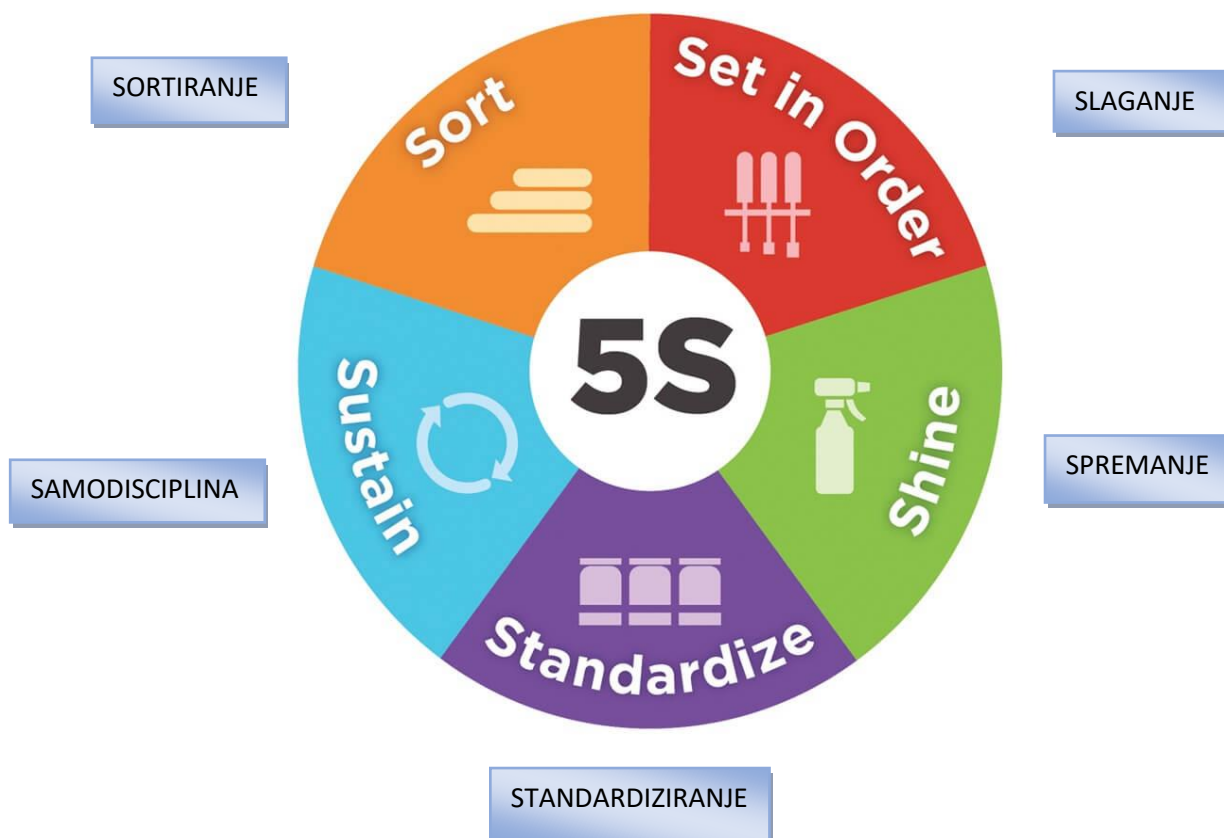 SORTIRANJE
Sort
Set in Order
SLAGANJE
5S
Shine
SPREMANJE
Sustain
SAMODISCIPLINA
Standardize
STANDARDIZIRANJE